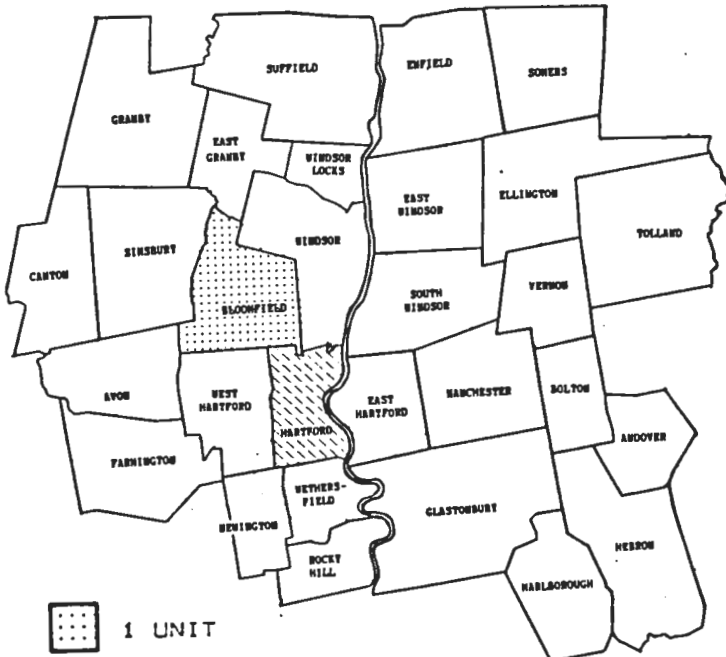 SUFFIELD
ENFIELD
SOMERS
GRANBY
EAST
GRANBY
WINDSOR
LOCKS
EAST
WINDSOR
ELLINGTON
TOLLAND
CANTON
SIMSBURY
WINDSOR
BLOOMFIELD
SOUTH
WINDSOR
VERNON
AVON
WEST
HARTFORD
HARTFORD
EAST
HARTFORD
MANCHESTER
BOLTON
ANDOVER
FARMINGTON
WETHERS-
FIELD
NEWINGTON
GLASTONBURY
ROCKY
HILL
HEBRON
MARLBOROUGH
1 UNIT